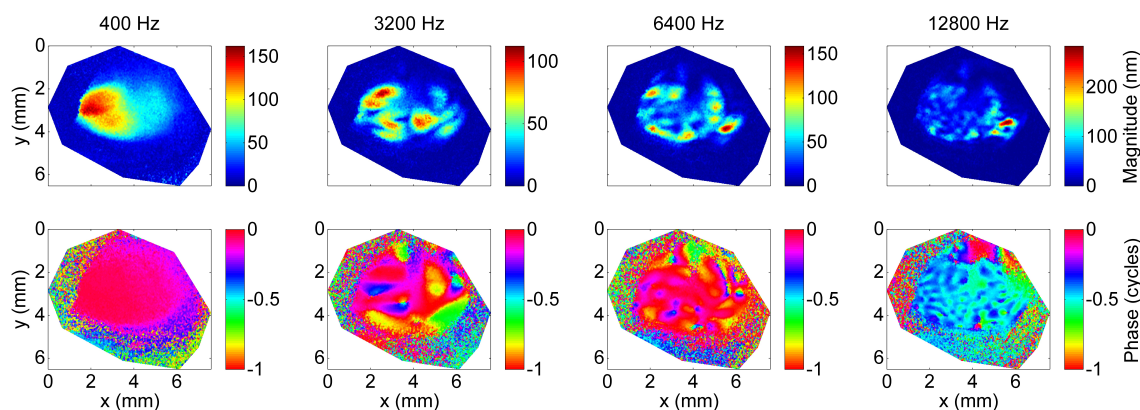 400 Hz 3200 Hz 6400 Hz 12800 Hz
0 150 100 150
2 100 100 200
4 50 50 100
6 0 0 50 0 0
y (mm) Magnitude (nm)
0 0 0 0 0
2
4 -0.5 -0.5 -0.5 -0.5
6 -1 -1 -1 -1
y (mm) Phase (cycles)
0 2 4 6 0 2 4 6 0 2 4 6 0 2 4 6
x (mm) x (mm) x (mm) x (mm)